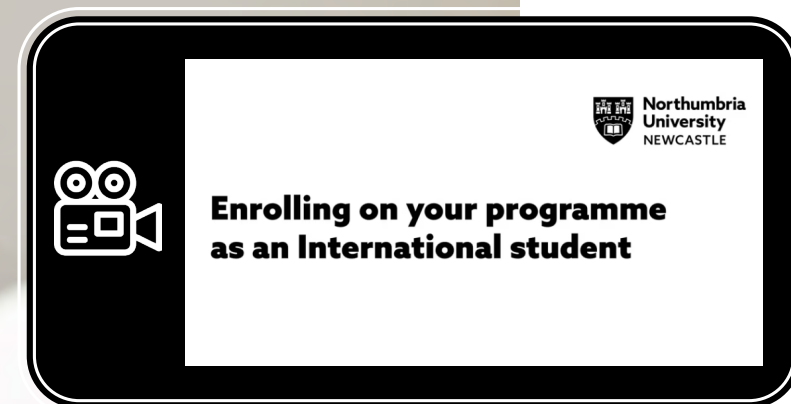 Northumbria
University
NEWCASTLE
Enrolling on your programme
as an International student